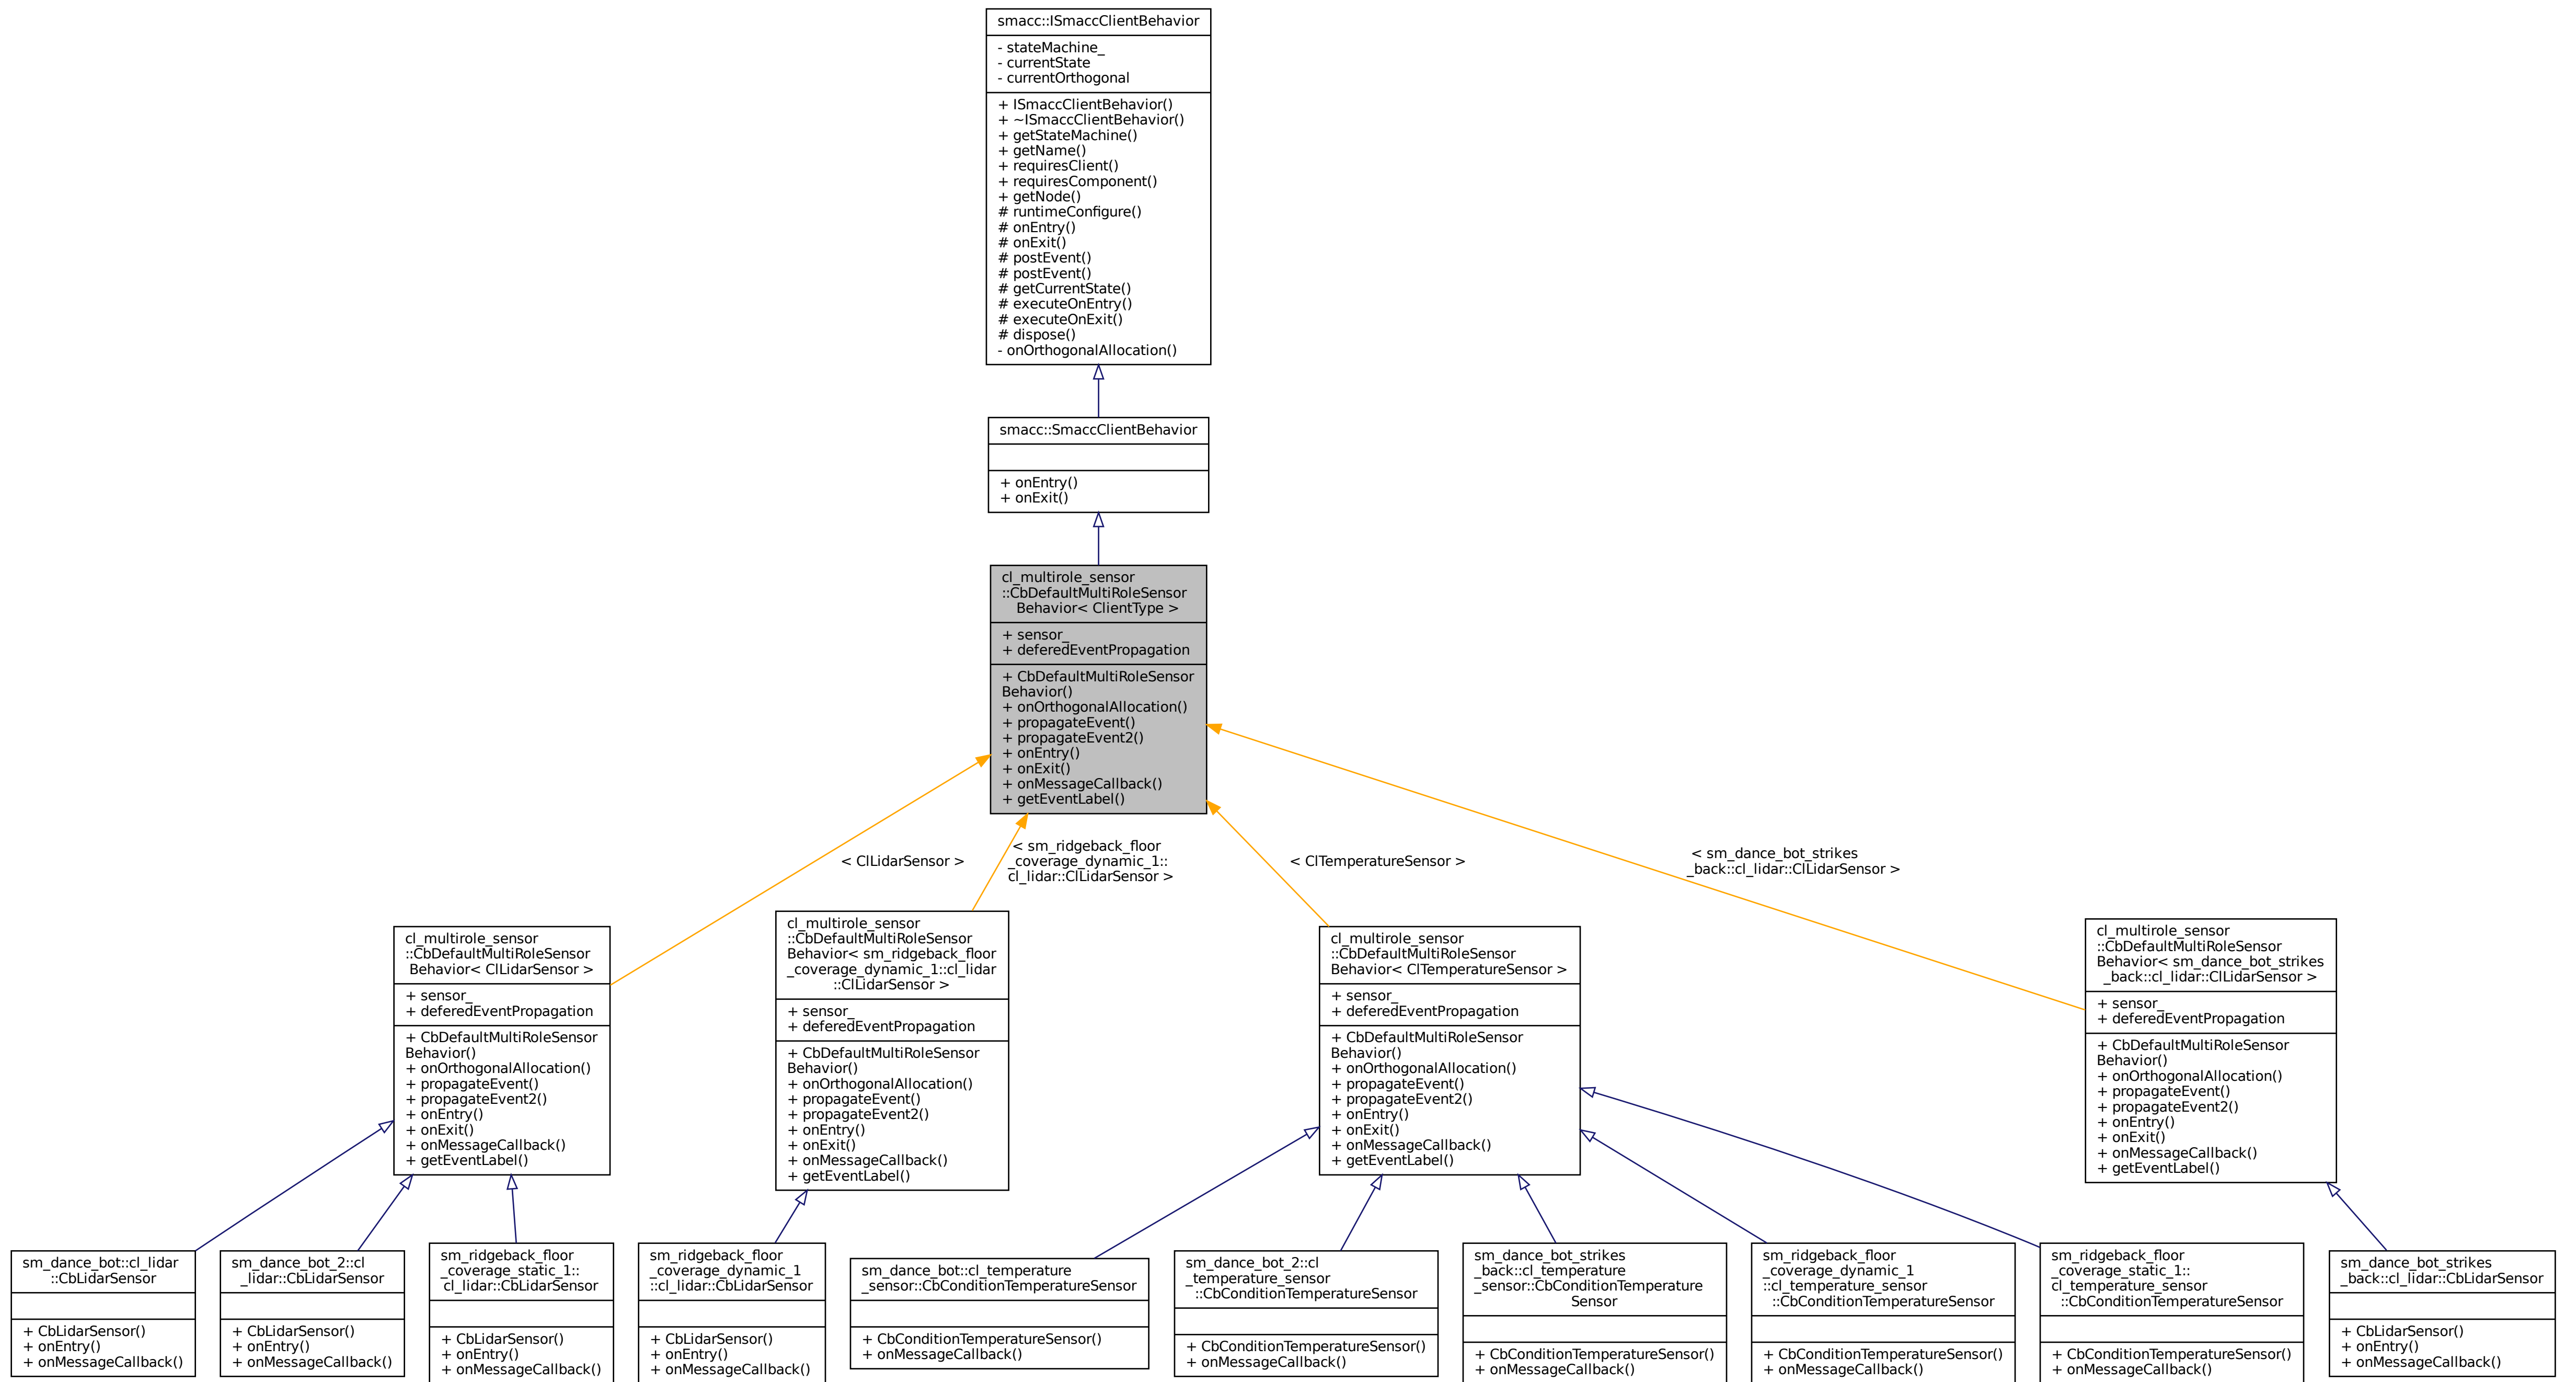 smacc::ISmaccClientBehavior
- stateMachine_
- currentState
- currentOrthogonal
+ ISmaccClientBehavior()
+ ~ISmaccClientBehavior()
+ getStateMachine()
+ getName()
+ requiresClient()
+ requiresComponent()
+ getNode()
# runtimeConfigure()
# onEntry()
# onExit()
# postEvent()
# postEvent()
# getCurrentState()
# executeOnEntry()
# executeOnExit()
# dispose()
- onOrthogonalAllocation()
smacc::SmaccClientBehavior
+ onEntry()
+ onExit()
cl_multirole_sensor
::CbDefaultMultiRoleSensor
Behavior< ClientType >
+ sensor_
+ deferedEventPropagation
+ CbDefaultMultiRoleSensor
Behavior()
+ onOrthogonalAllocation()
+ propagateEvent()
+ propagateEvent2()
+ onEntry()
+ onExit()
+ onMessageCallback()
+ getEventLabel()
< ClLidarSensor >
< sm_ridgeback_floor
_coverage_dynamic_1::
cl_lidar::ClLidarSensor >
< ClTemperatureSensor >
< sm_dance_bot_strikes
_back::cl_lidar::ClLidarSensor >
cl_multirole_sensor
::CbDefaultMultiRoleSensor
Behavior< ClLidarSensor >
+ sensor_
+ deferedEventPropagation
+ CbDefaultMultiRoleSensor
Behavior()
+ onOrthogonalAllocation()
+ propagateEvent()
+ propagateEvent2()
+ onEntry()
+ onExit()
+ onMessageCallback()
+ getEventLabel()
cl_multirole_sensor
::CbDefaultMultiRoleSensor
Behavior< sm_ridgeback_floor
_coverage_dynamic_1::cl_lidar
::ClLidarSensor >
+ sensor_
+ deferedEventPropagation
+ CbDefaultMultiRoleSensor
Behavior()
+ onOrthogonalAllocation()
+ propagateEvent()
+ propagateEvent2()
+ onEntry()
+ onExit()
+ onMessageCallback()
+ getEventLabel()
cl_multirole_sensor
::CbDefaultMultiRoleSensor
Behavior< ClTemperatureSensor >
+ sensor_
+ deferedEventPropagation
+ CbDefaultMultiRoleSensor
Behavior()
+ onOrthogonalAllocation()
+ propagateEvent()
+ propagateEvent2()
+ onEntry()
+ onExit()
+ onMessageCallback()
+ getEventLabel()
cl_multirole_sensor
::CbDefaultMultiRoleSensor
Behavior< sm_dance_bot_strikes
_back::cl_lidar::ClLidarSensor >
+ sensor_
+ deferedEventPropagation
+ CbDefaultMultiRoleSensor
Behavior()
+ onOrthogonalAllocation()
+ propagateEvent()
+ propagateEvent2()
+ onEntry()
+ onExit()
+ onMessageCallback()
+ getEventLabel()
sm_dance_bot::cl_lidar
::CbLidarSensor
+ CbLidarSensor()
+ onEntry()
+ onMessageCallback()
sm_dance_bot_2::cl
_lidar::CbLidarSensor
+ CbLidarSensor()
+ onEntry()
+ onMessageCallback()
sm_ridgeback_floor
_coverage_static_1::
cl_lidar::CbLidarSensor
+ CbLidarSensor()
+ onEntry()
+ onMessageCallback()
sm_ridgeback_floor
_coverage_dynamic_1
::cl_lidar::CbLidarSensor
+ CbLidarSensor()
+ onEntry()
+ onMessageCallback()
sm_dance_bot::cl_temperature
_sensor::CbConditionTemperatureSensor
+ CbConditionTemperatureSensor()
+ onMessageCallback()
sm_dance_bot_2::cl
_temperature_sensor
::CbConditionTemperatureSensor
+ CbConditionTemperatureSensor()
+ onMessageCallback()
sm_dance_bot_strikes
_back::cl_temperature
_sensor::CbConditionTemperature
Sensor
+ CbConditionTemperatureSensor()
+ onMessageCallback()
sm_ridgeback_floor
_coverage_dynamic_1
::cl_temperature_sensor
::CbConditionTemperatureSensor
+ CbConditionTemperatureSensor()
+ onMessageCallback()
sm_ridgeback_floor
_coverage_static_1::
cl_temperature_sensor
::CbConditionTemperatureSensor
+ CbConditionTemperatureSensor()
+ onMessageCallback()
sm_dance_bot_strikes
_back::cl_lidar::CbLidarSensor
+ CbLidarSensor()
+ onEntry()
+ onMessageCallback()